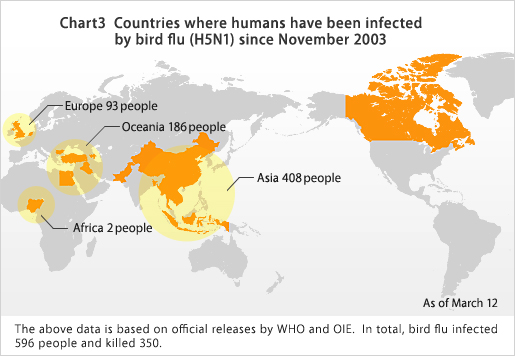 Chart3 Countries where humans have been infected
by bird flu (H5N1) since November 2003
Europe 93 people
Oceania 186 people
Asia 408 people
Africa 2 people
As of March 12
The above data is based on official releases by WHO and OIE. In total, bird flu infected
596 people and killed 350.